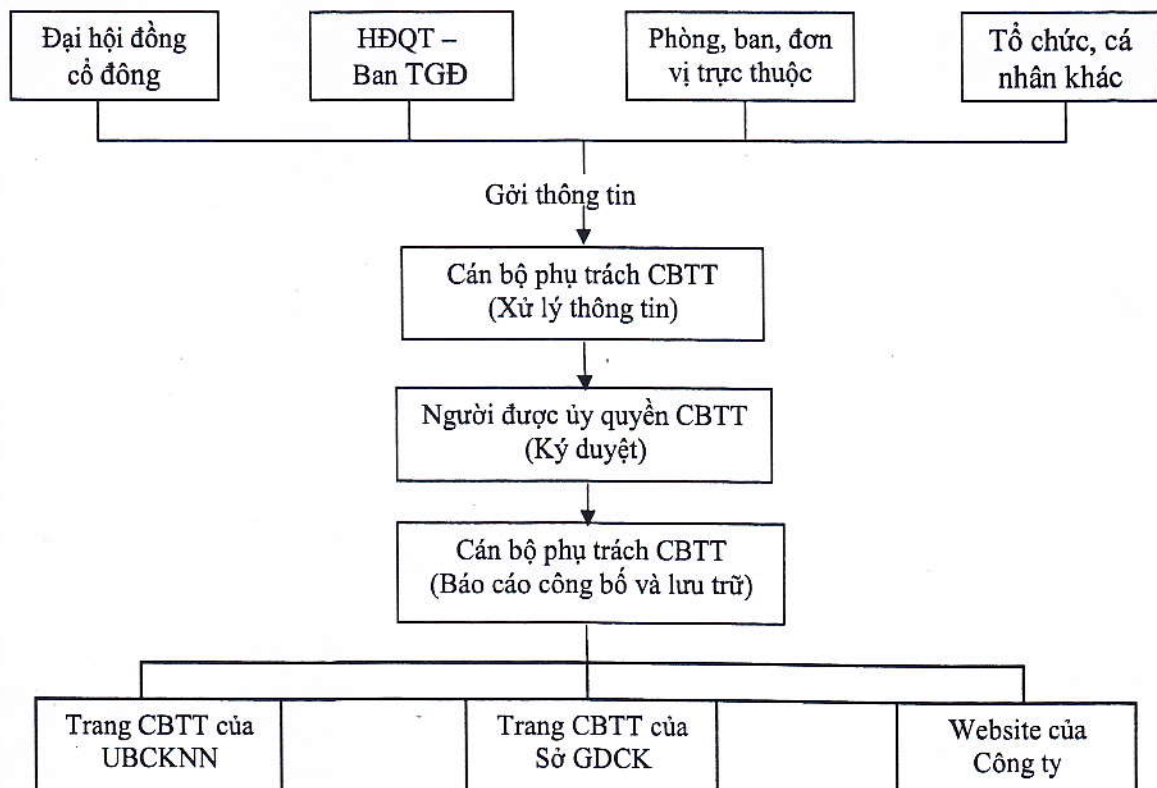 Đại hội đồng
cổ đông
HĐQT –
Ban TGĐ
Phòng, ban, đơn
vị trực thuộc
Tổ chức, cá
nhân khác
Gởi thông tin
Cán bộ phụ trách CBTT
(Xử lý thông tin)
Người được ủy quyền CBTT
(Ký duyệt)
Cán bộ phụ trách CBTT
(Báo cáo công bố và lưu trữ)
Trang CBTT của
UBCKNN
Trang CBTT của
Sở GDCK
Website của
Công ty